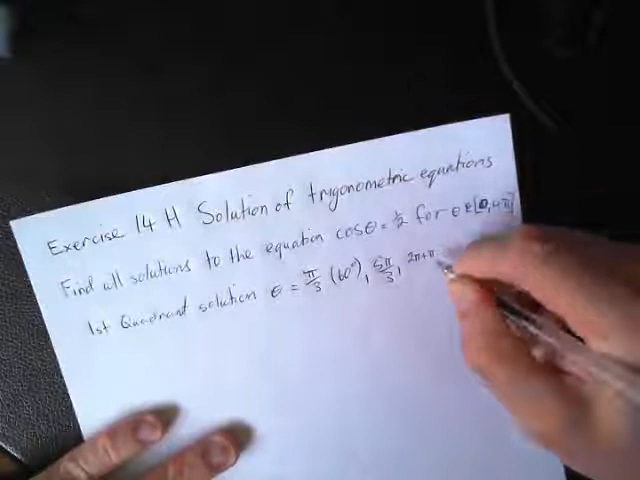 Exercise 14 H Solution of trigonometric equations
Find all solutions to the equation cosθ = ½ for θ ε [0, 4π]
1st Quadrant solution θ = π/3 (60°), 5π/3, 2π+π